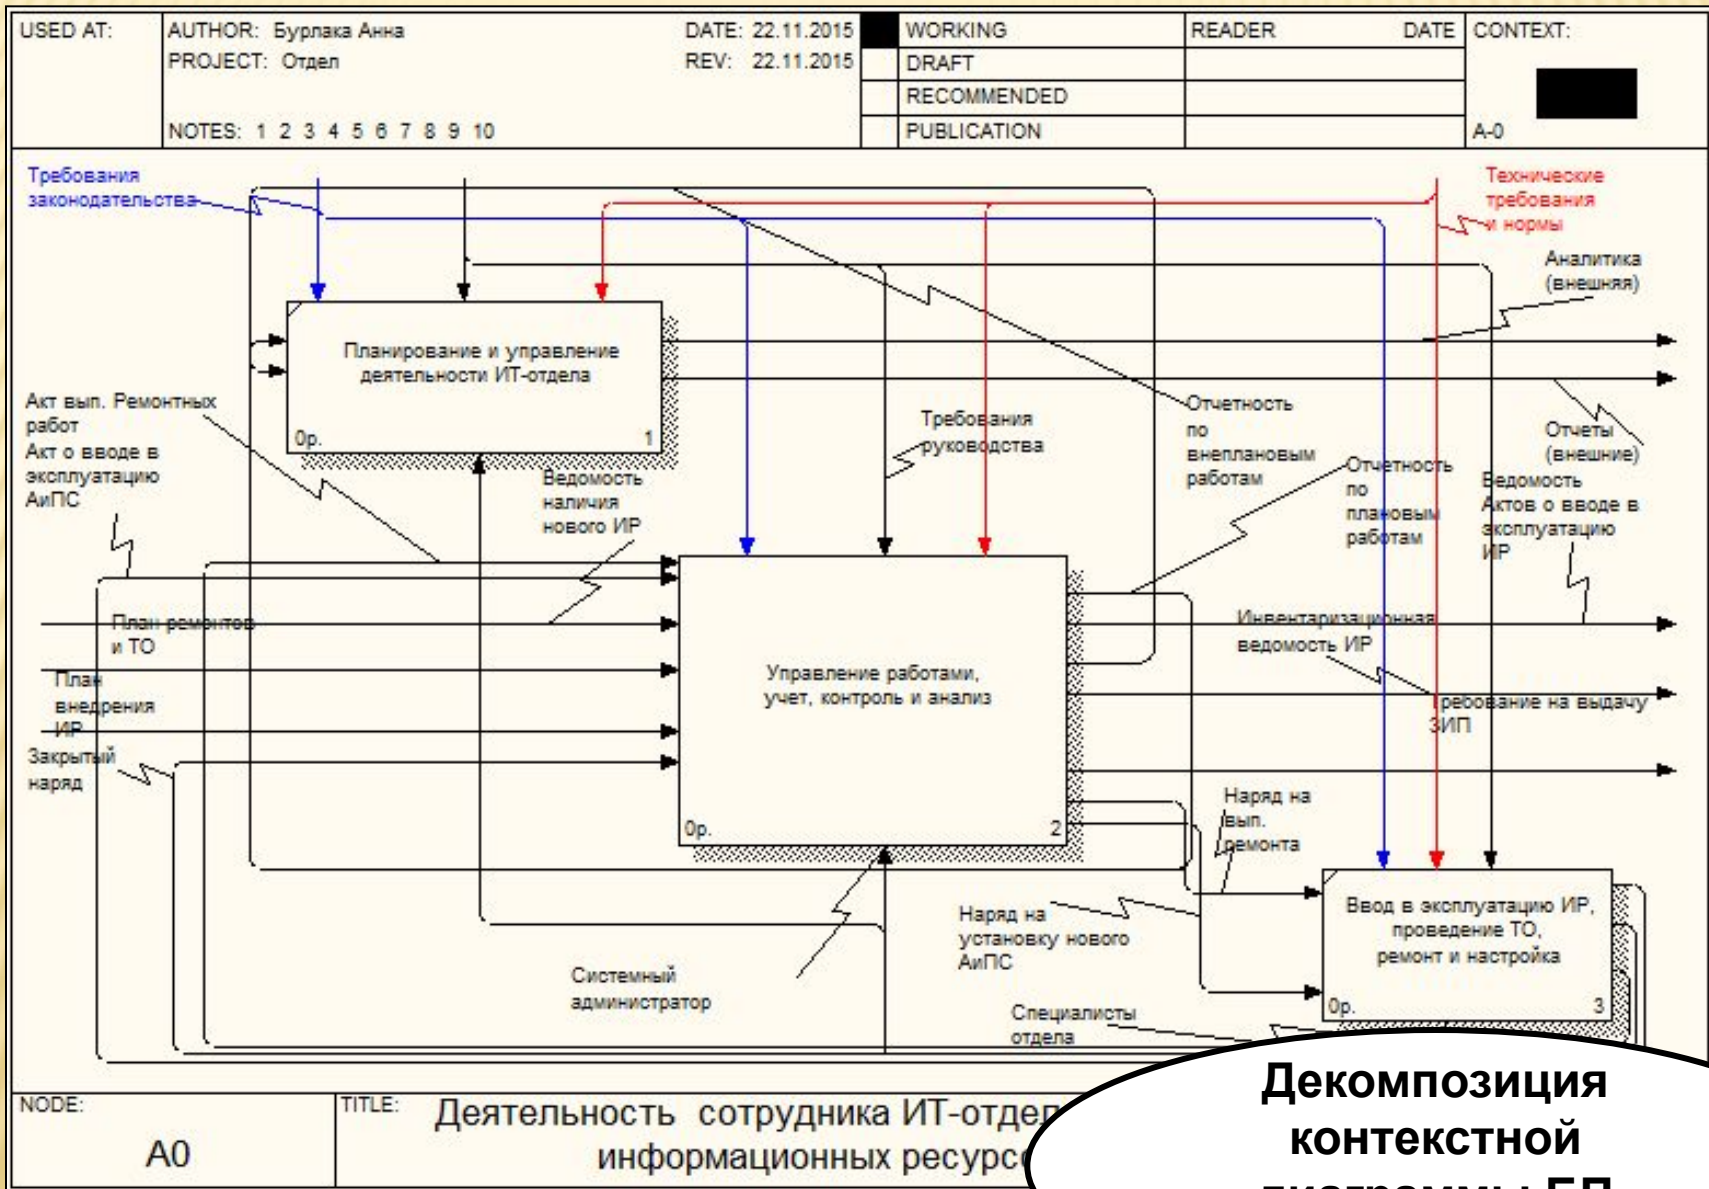 USED AT:
AUTHOR: Бурлака Анна
DATE: 22.11.2015
PROJECT: Отдел
REV: 22.11.2015
NOTES: 1 2 3 4 5 6 7 8 9 10
WORKING
DRAFT
RECOMMENDED
PUBLICATION
READER
DATE
CONTEXT:
A-0
Требования
законодательства
Технические
требования
и нормы
Аналитика
(внешняя)
Планирование и управление
деятельности ИТ-отдела
0р.
1
Акт вып. Ремонтных
работ
Акт о вводе в
эксплуатацию
АиПС
Ведомость
наличия
нового ИР
Требования
руководства
Отчетность
по
внеплановым
работам
Отчетность
по
плановым
работам
Отчеты
(внешние)
Ведомость
Актов о вводе в
эксплуатацию
ИР
План ремонтов
и ТО
План
внедрения
ИР
Закрытый
наряд
Управление работами,
учет, контроль и анализ
0р.
2
Инвентаризационная
ведомость ИР
Требование на выдачу
ЗИП
Наряд на
вып.
ремонта
Наряд на
установку нового
АиПС
Ввод в эксплуатацию ИР,
проведение ТО,
ремонт и настройка
0р.
3
Системный
администратор
Специалисты
отдела
NODE:
A0
TITLE:
Деятельность сотрудника ИТ-отдел
информационных ресурс
Декомпозиция
контекстной
диаграммы БП